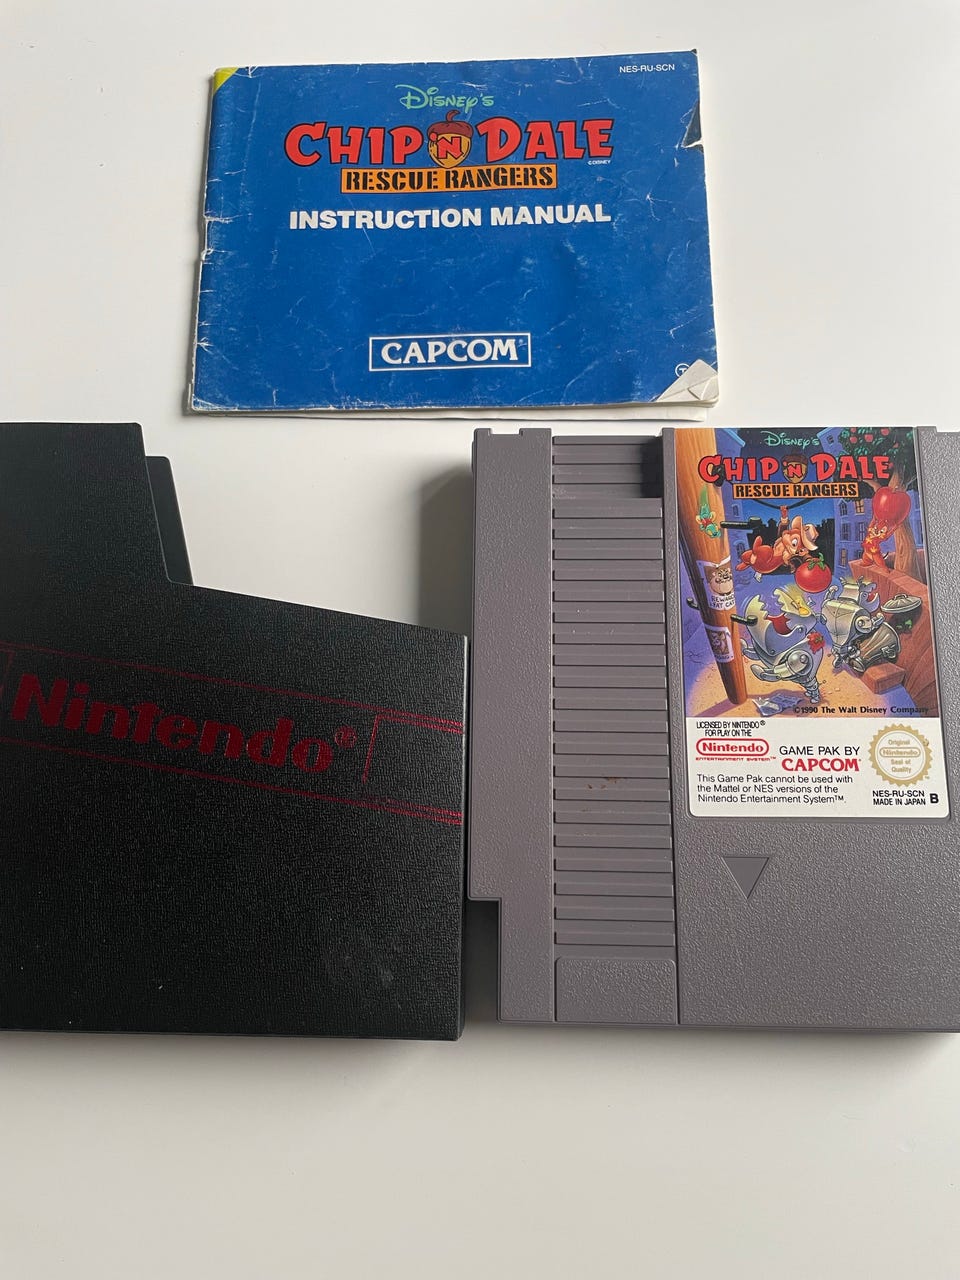 NES-RU-SCN
DISNEY'S
CHIP 'N DALE
©DISNEY
RESCUE RANGERS
INSTRUCTION MANUAL
CAPCOM®
Nintendo®
DISNEY'S
CHIP 'N DALE
RESCUE RANGERS
©1990 The Walt Disney Company
LICENSED BY NINTENDO®
FOR PLAY ON THE
Nintendo
ENTERTAINMENT SYSTEM™
GAME PAK BY
CAPCOM®
This Game Pak cannot be used with
the Mattel or NES versions of the
Nintendo Entertainment System™.
Original
Nintendo
Seal of
Quality
NES-RU-SCN
MADE IN JAPAN B